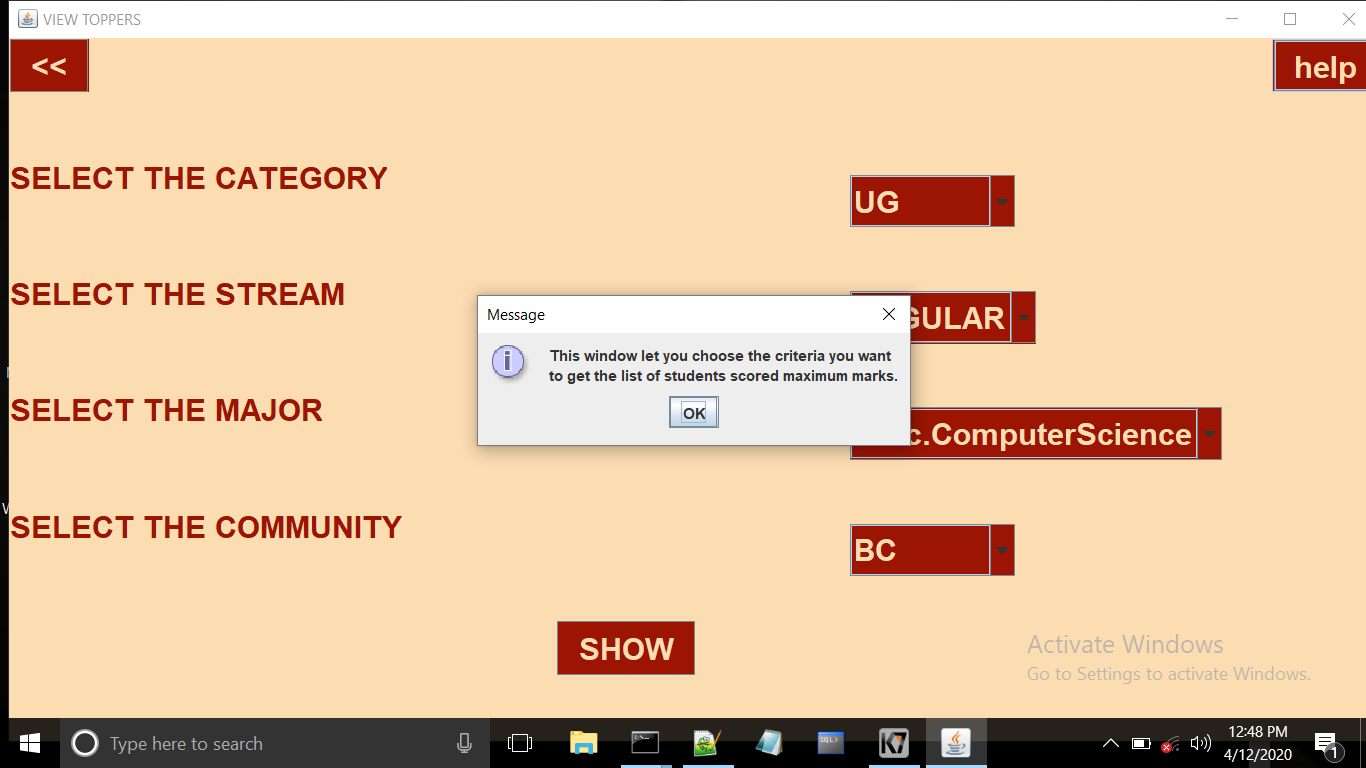 VIEW TOPPERS
<<
help
SELECT THE CATEGORY
UG
SELECT THE STREAM
GULAR
Message
This window let you choose the criteria you want
to get the list of students scored maximum marks.
OK
SELECT THE MAJOR
c.ComputerScience
SELECT THE COMMUNITY
BC
SHOW
Activate Windows
Go to Settings to activate Windows.
Type here to search
SQL>
12:48 PM
4/12/2020
1